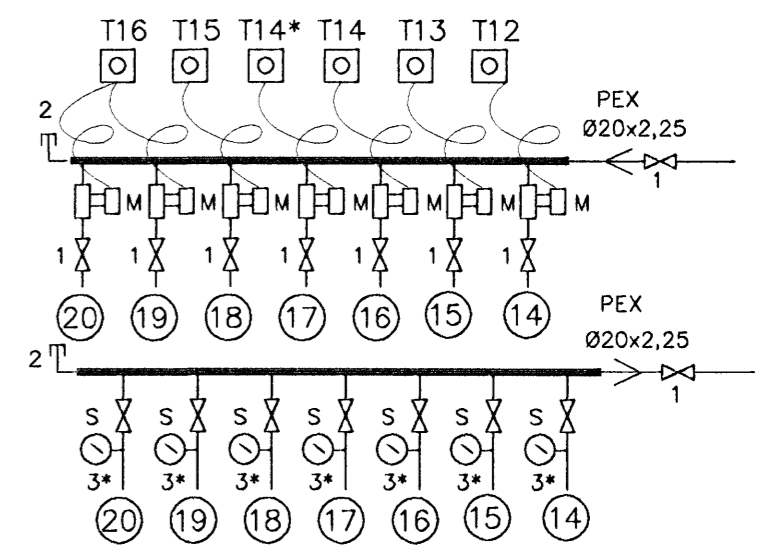 T16 T15 T14* T14 T13 T12
PEX
Ø20x2,25
2
1
M M M M M M M
1 1 1 1 1 1 1
20 19 18 17 16 15 14
PEX
Ø20x2,25
2
1
S S S S S S S
3* 3* 3* 3* 3* 3* 3*
20 19 18 17 16 15 14